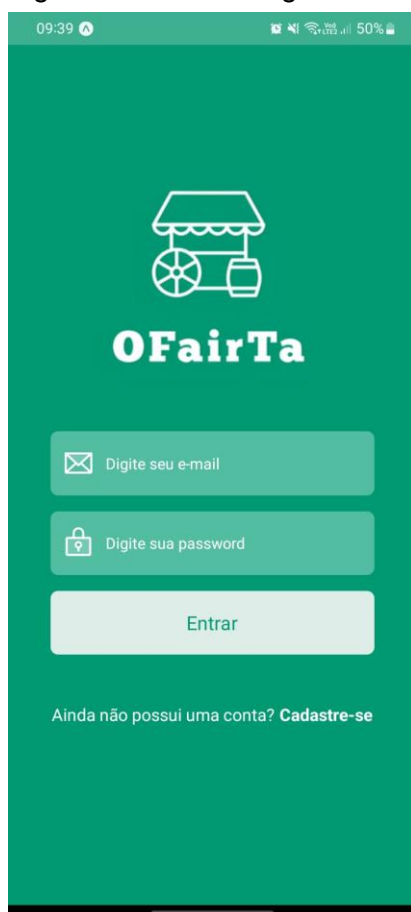 09:39 50%
OFairTa
Digite seu e-mail
Digite sua password
Entrar
Ainda não possui uma conta? Cadastre-se